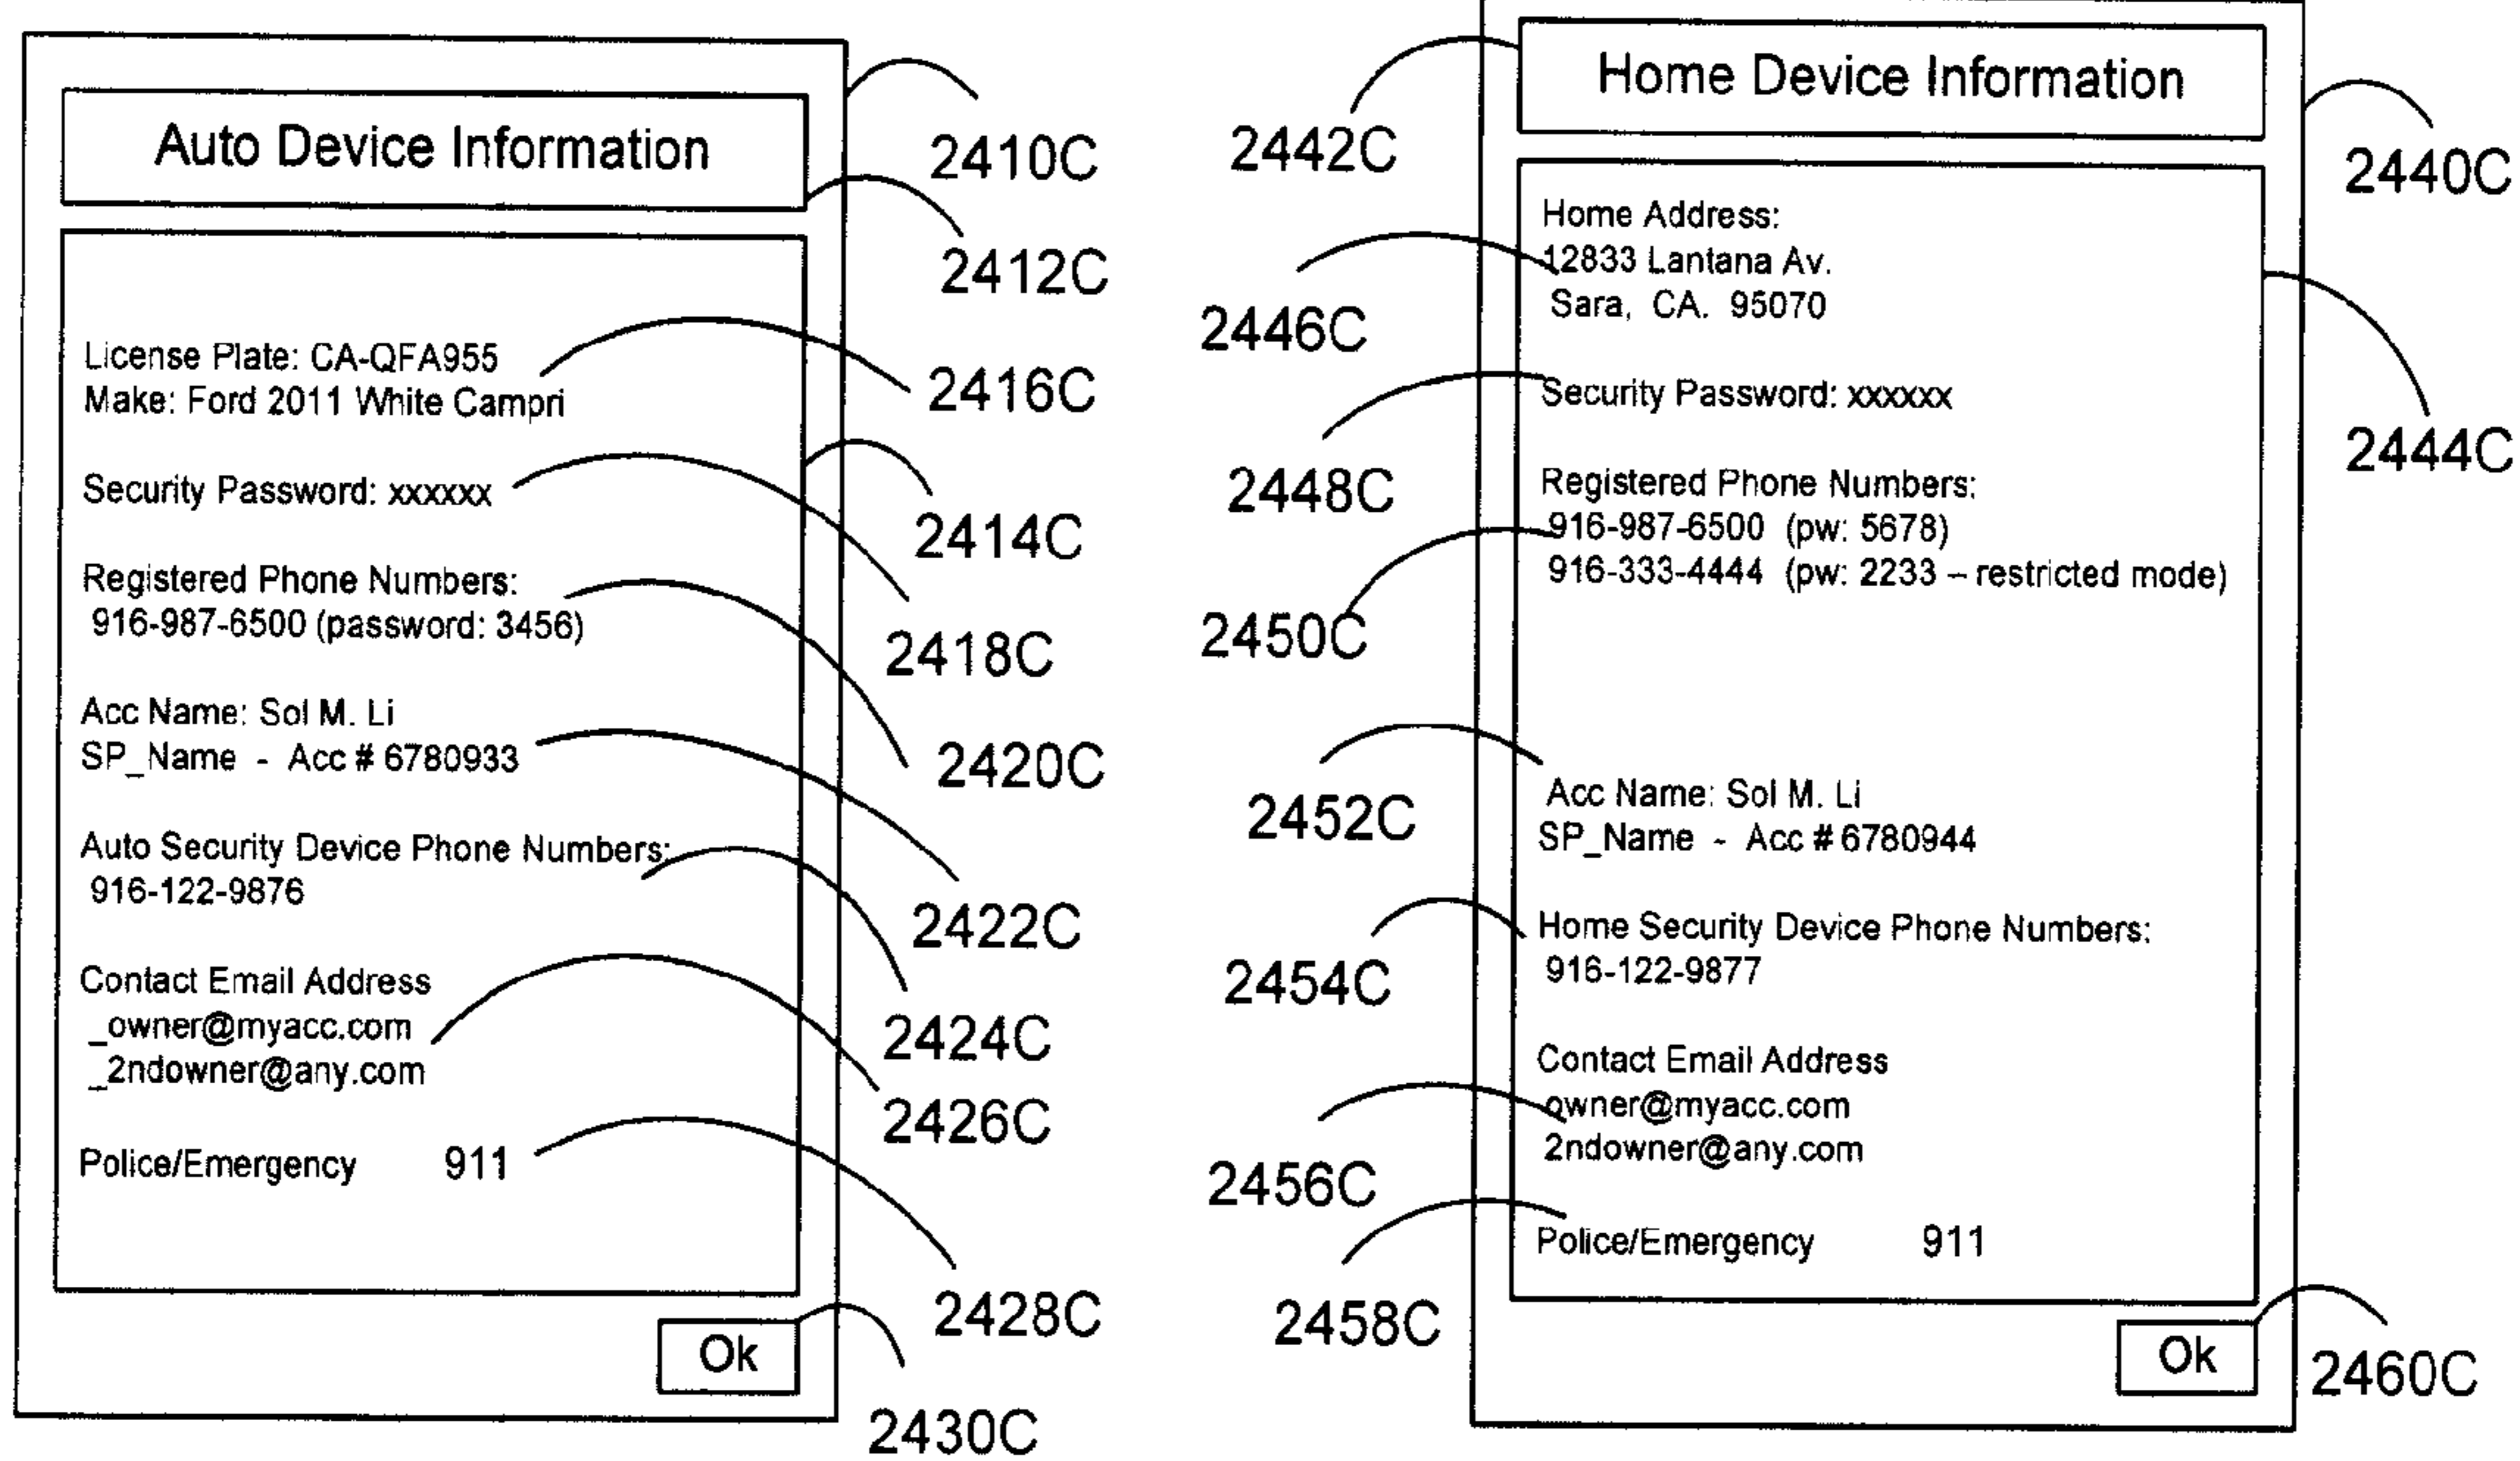 Auto Device Information
License Plate: CA-QFA955
Make: Ford 2011 White Campri
Security Password: xxxxxx
Registered Phone Numbers:
916-987-6500 (password: 3456)
Acc Name: Sol M. Li
SP_Name - Acc # 6780933
Auto Security Device Phone Numbers:
916-122-9876
Contact Email Address
_owner@myacc.com
_2ndowner@any.com
Police/Emergency 911
Ok
2410C
2412C
2416C
2414C
2418C
2420C
2422C
2424C
2426C
2428C
2430C
Home Device Information
Home Address:
12833 Lantana Av.
Sara, CA. 95070
Security Password: xxxxxx
Registered Phone Numbers:
916-987-6500 (pw: 5678)
916-333-4444 (pw: 2233 – restricted mode)
Acc Name: Sol M. Li
SP_Name - Acc # 6780944
Home Security Device Phone Numbers:
916-122-9877
Contact Email Address
owner@myacc.com
2ndowner@any.com
Police/Emergency 911
Ok
2442C
2440C
2446C
2444C
2448C
2450C
2452C
2454C
2456C
2458C
2460C